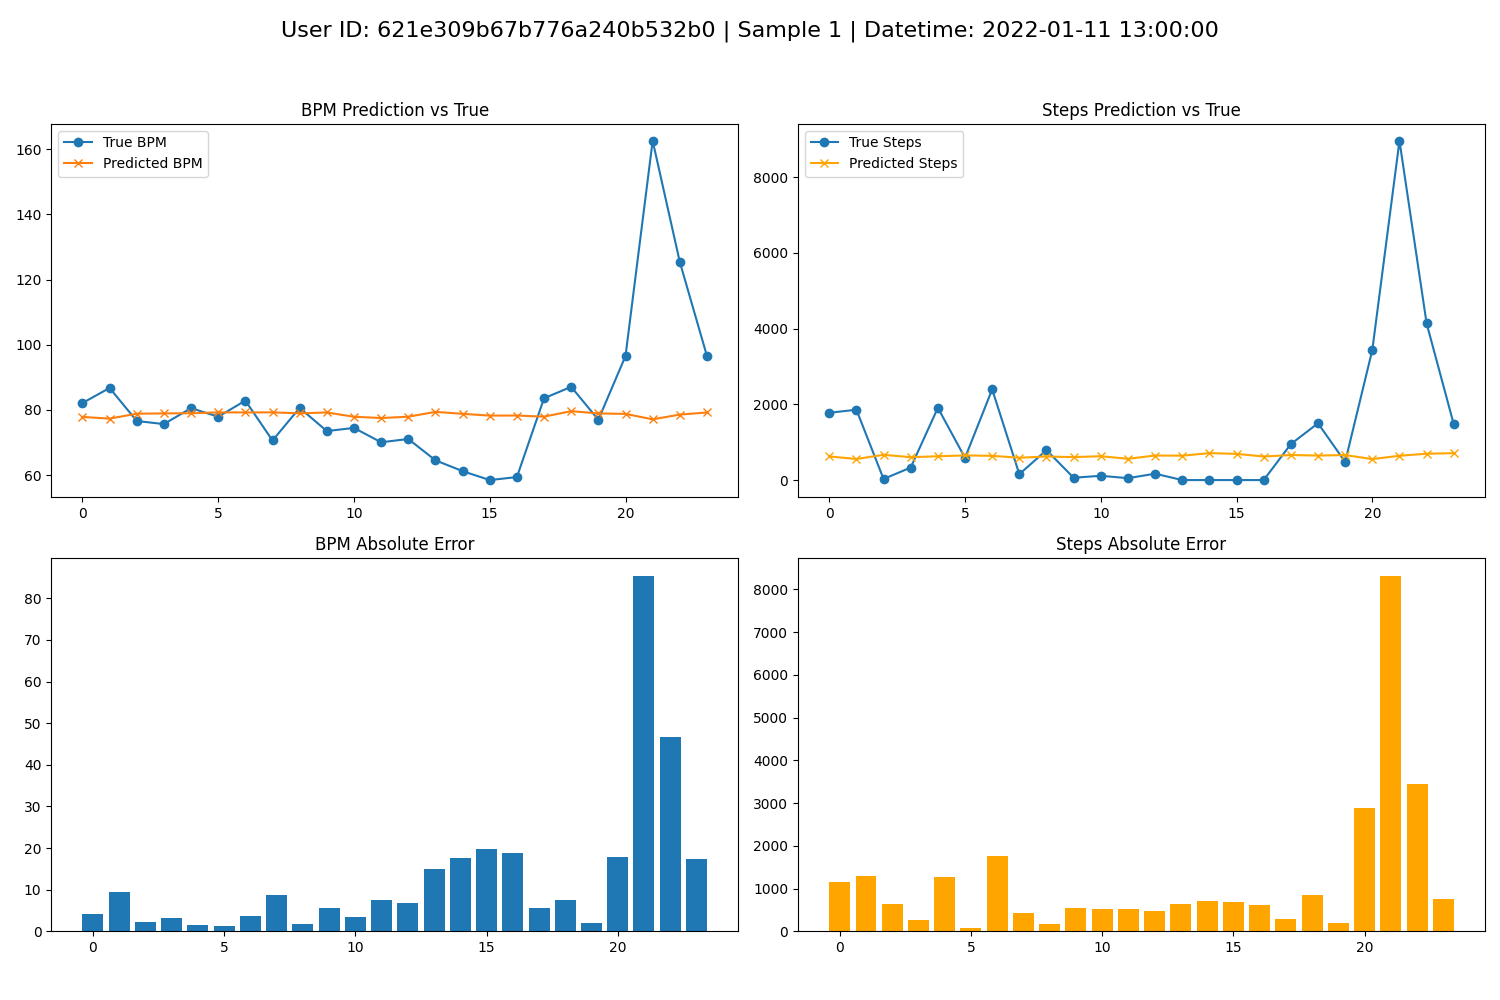 User ID: 621e309b67b776a240b532b0 | Sample 1 | Datetime: 2022-01-11 13:00:00
BPM Prediction vs True
True BPM
Predicted BPM
160
140
120
100
80
60
0 5 10 15 20
Steps Prediction vs True
True Steps
Predicted Steps
8000
6000
4000
2000
0
0 5 10 15 20
BPM Absolute Error
80
70
60
50
40
30
20
10
0
0 5 10 15 20
Steps Absolute Error
8000
7000
6000
5000
4000
3000
2000
1000
0
0 5 10 15 20